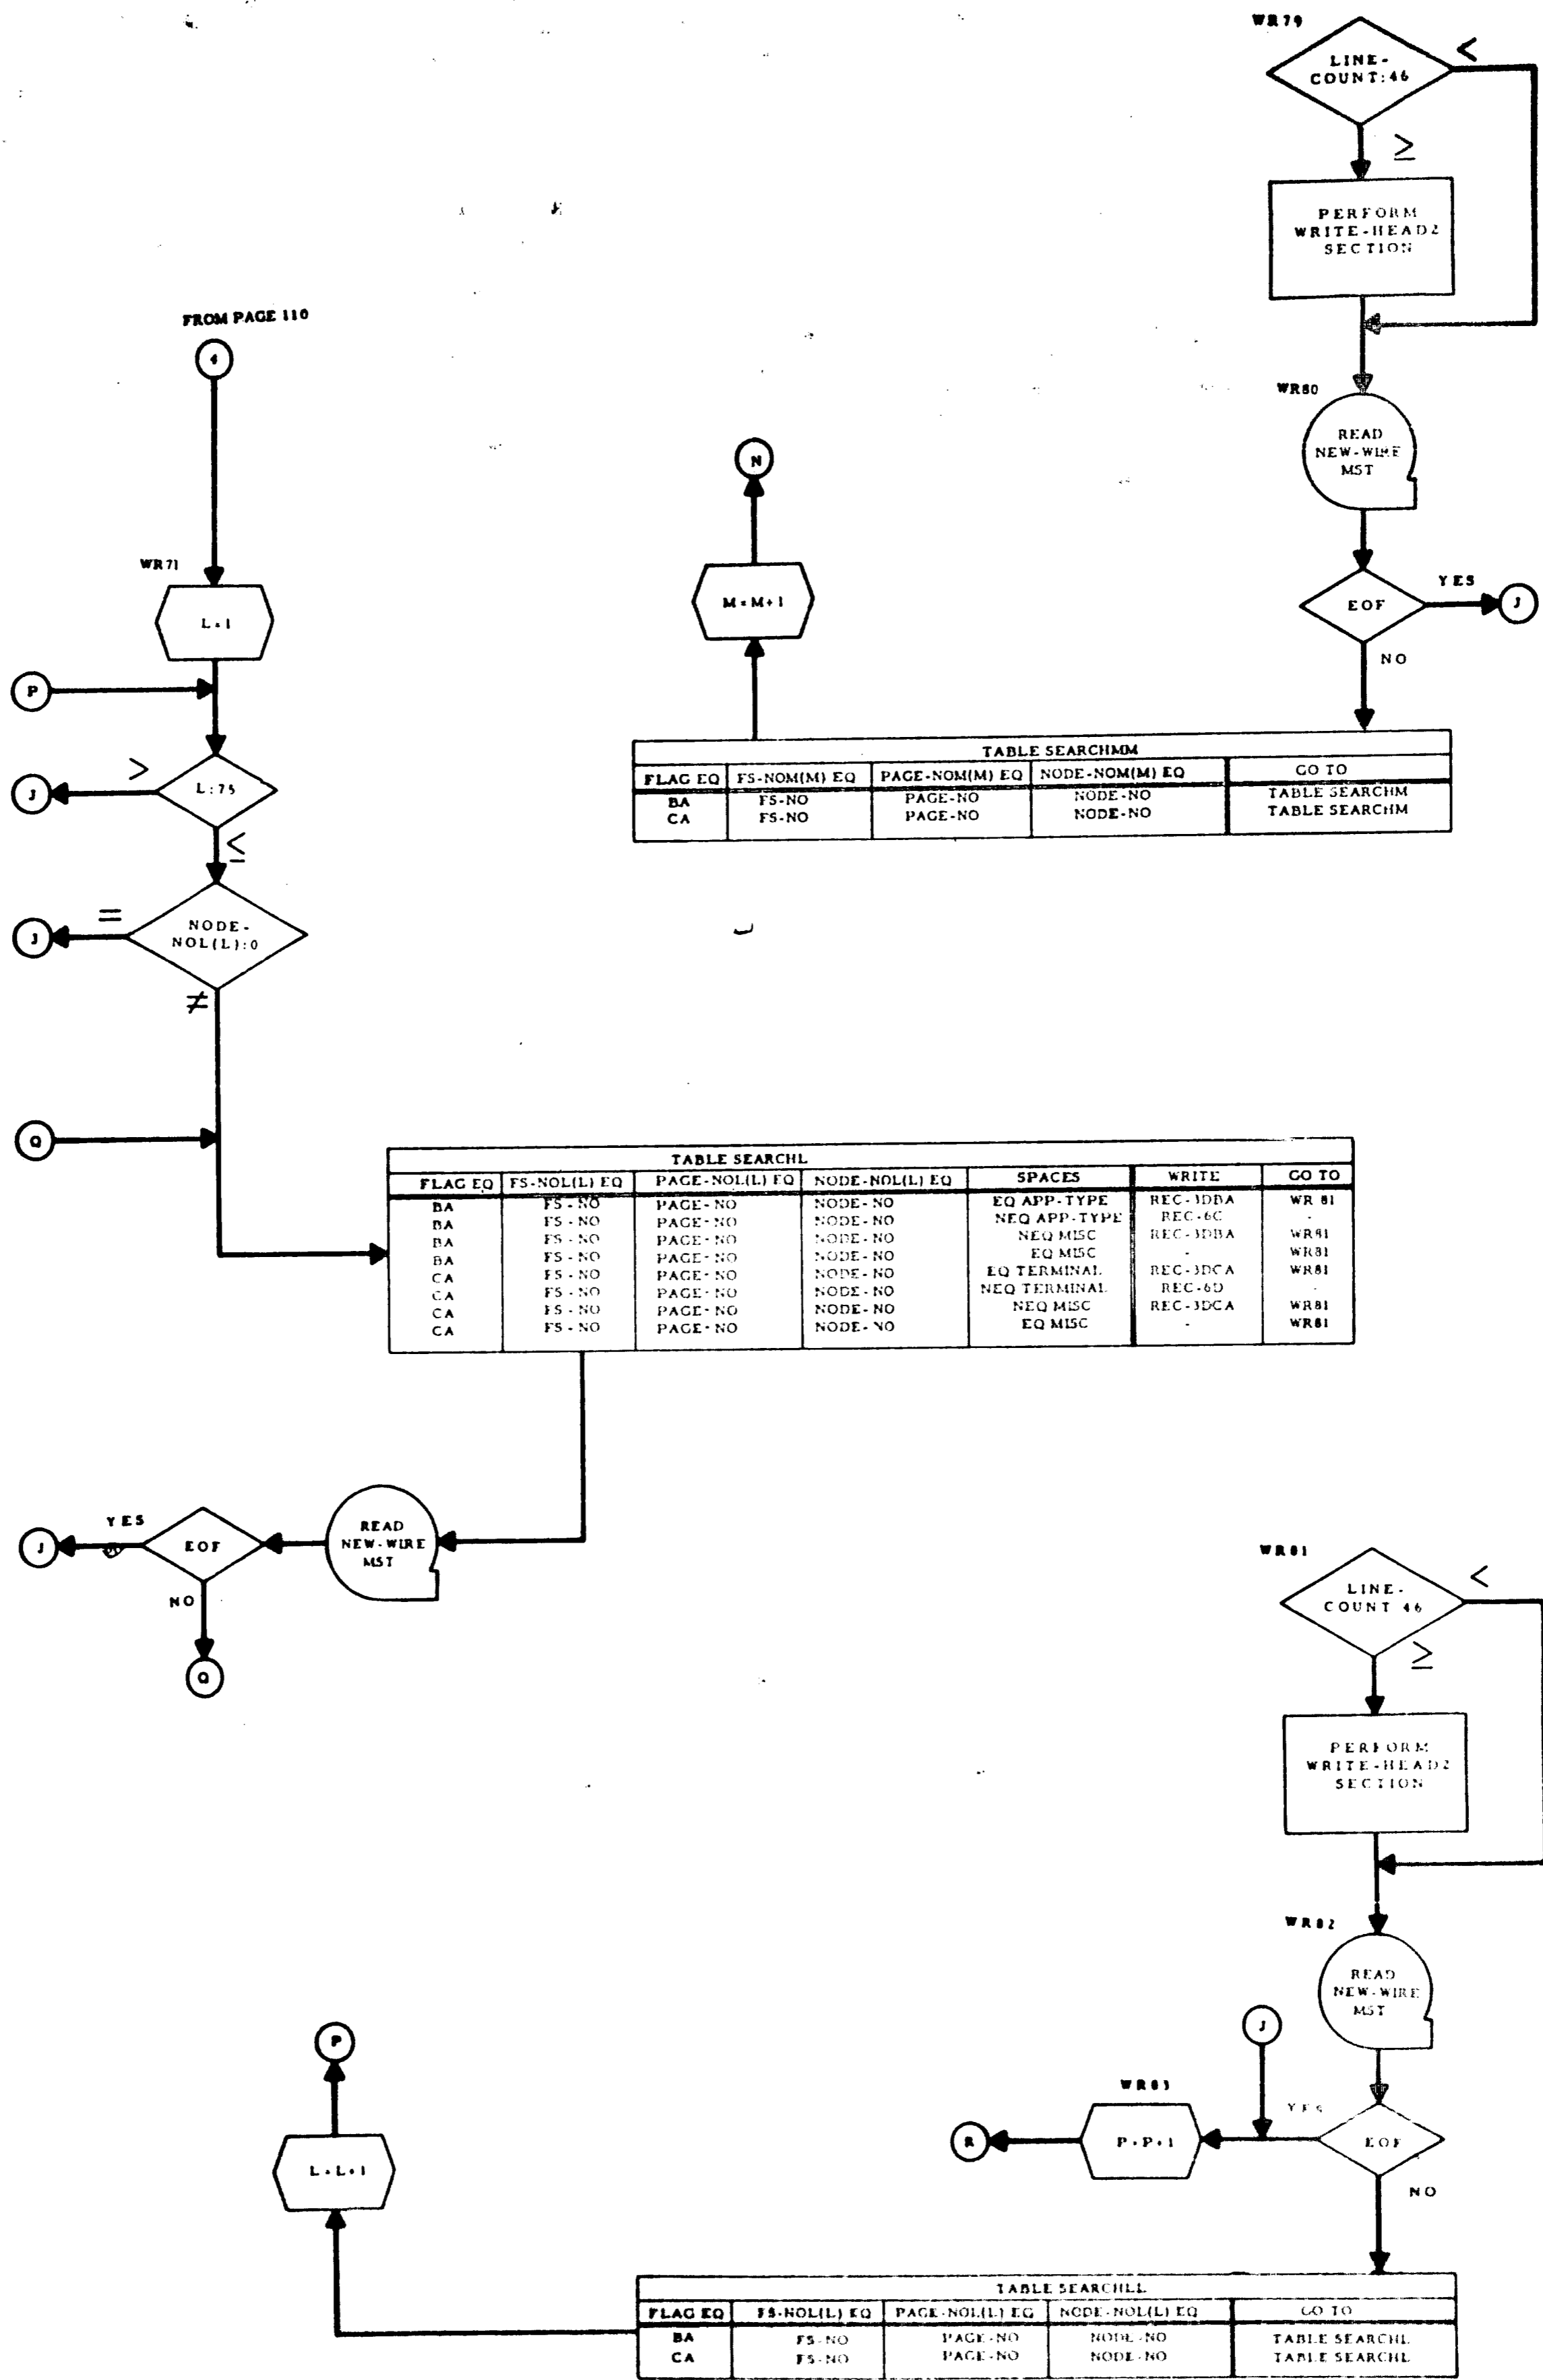 WR79
LINE-
COUNT:46
<
≥
PERFORM
WRITE-HEAD2
SECTION
WR80
READ
NEW-WIRE
MST
EOF
YES
J
NO
N
M=M+1
TABLE SEARCHMM
FLAG EQ FS-NOM(M) EQ PAGE-NOM(M) EQ NODE-NOM(M) EQ GO TO
BA FS-NO PAGE-NO NODE-NO TABLE SEARCHM
CA FS-NO PAGE-NO NODE-NO TABLE SEARCHM
FROM PAGE 110
4
WR71
L=1
P
L:75
>
J
≤
NODE-
NOL(L):0
=
J
≠
Q
TABLE SEARCHL
FLAG EQ FS-NOL(L) EQ PAGE-NOL(L) EQ NODE-NOL(L) EQ SPACES WRITE GO TO
BA FS-NO PAGE-NO NODE-NO EQ APP-TYPE REC-3DBA WR81
BA FS-NO PAGE-NO NODE-NO NEQ APP-TYPE REC-6C -
BA FS-NO PAGE-NO NODE-NO NEQ MISC REC-3DBA WR81
BA FS-NO PAGE-NO NODE-NO EQ MISC - WR81
CA FS-NO PAGE-NO NODE-NO EQ TERMINAL REC-3DCA WR81
CA FS-NO PAGE-NO NODE-NO NEQ TERMINAL REC-6D -
CA FS-NO PAGE-NO NODE-NO NEQ MISC REC-3DCA WR81
CA FS-NO PAGE-NO NODE-NO EQ MISC - WR81
READ
NEW-WIRE
MST
EOF
YES
J
NO
Q
WR81
LINE-
COUNT 46
<
≥
PERFORM
WRITE-HEAD2
SECTION
WR82
READ
NEW-WIRE
MST
EOF
YES
J
WR83
P=P+1
R
NO
P
L=L+1
TABLE SEARCHLL
FLAG EQ FS-NOL(L) EQ PAGE-NOL(L) EQ NODE-NOL(L) EQ GO TO
BA FS-NO PAGE-NO NODE-NO TABLE SEARCHL
CA FS-NO PAGE-NO NODE-NO TABLE SEARCHL